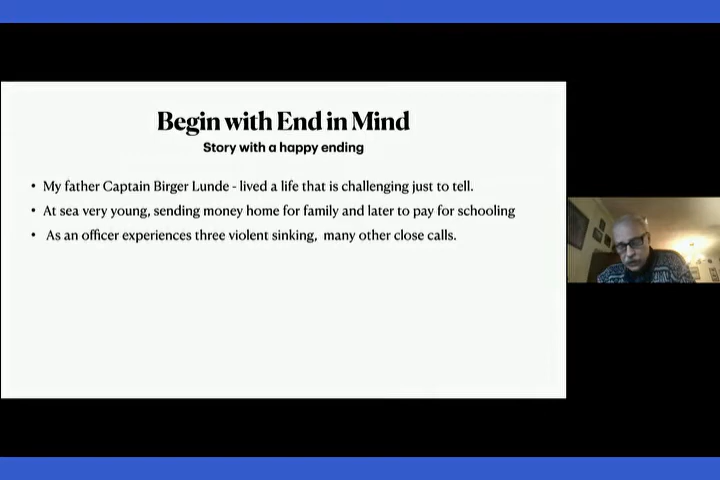 Begin with End in Mind
Story with a happy ending
• My father Captain Birger Lunde - lived a life that is challenging just to tell.
• At sea very young, sending money home for family and later to pay for schooling
• As an officer experiences three violent sinking, many other close calls.